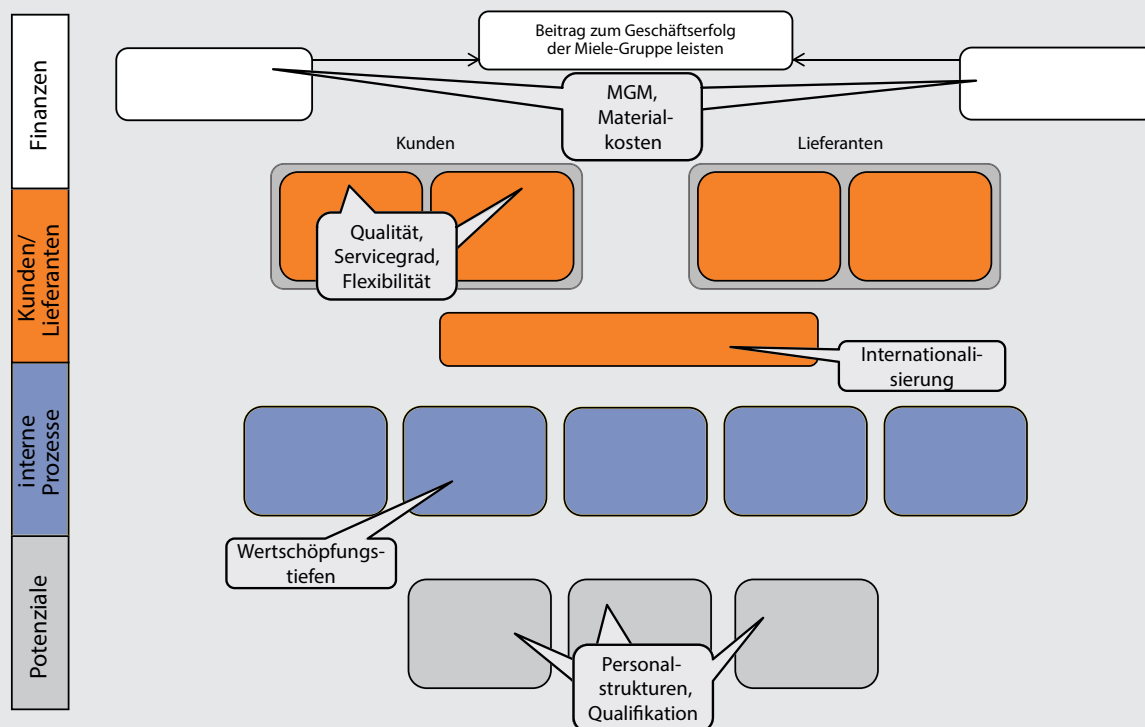 Finanzen
Beitrag zum Geschäftserfolg
der Miele-Gruppe leisten
MGM,
Material-
kosten
Kunden
Lieferanten
Kunden/
Lieferanten
Qualität,
Servicegrad,
Flexibilität
Internationali-
sierung
interne
Prozesse
Wertschöpfungs-
tiefen
Potenziale
Personal-
strukturen,
Qualifikation